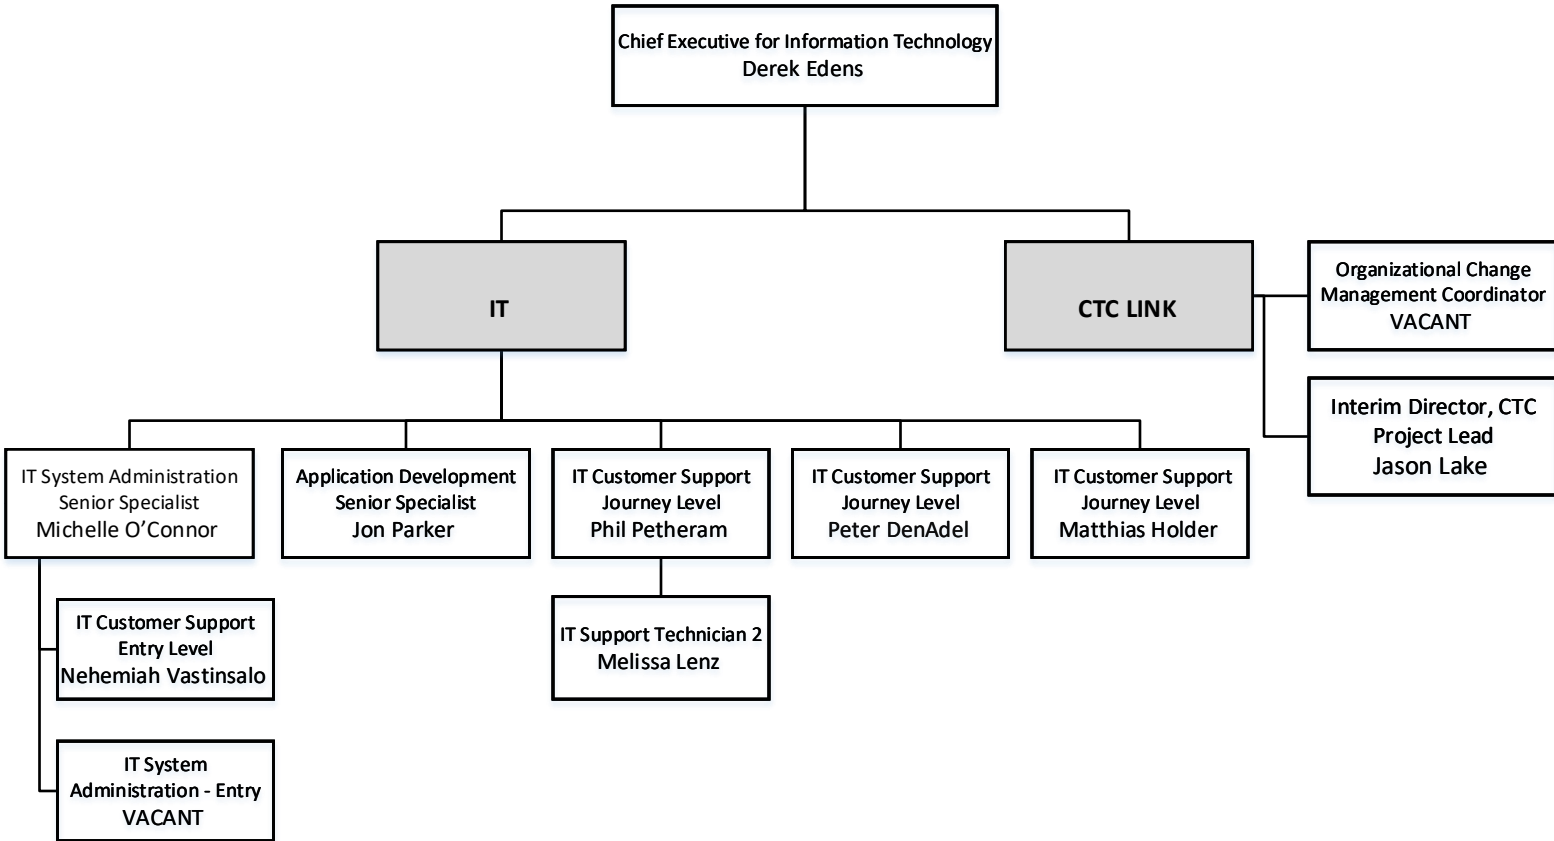 Chief Executive for Information Technology
Derek Edens
IT
CTC LINK
Organizational Change
Management Coordinator
VACANT
Interim Director, CTC
Project Lead
Jason Lake
IT System Administration
Senior Specialist
Michelle O’Connor
Application Development
Senior Specialist
Jon Parker
IT Customer Support
Journey Level
Phil Petheram
IT Customer Support
Journey Level
Peter DenAdel
IT Customer Support
Journey Level
Matthias Holder
IT Customer Support
Entry Level
Nehemiah Vastinsalo
IT Support Technician 2
Melissa Lenz
IT System
Administration - Entry
VACANT